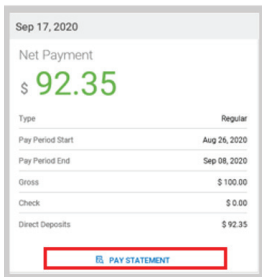 Sep 17, 2020
Net Payment
$ 92.35
Type Regular
Pay Period Start Aug 26, 2020
Pay Period End Sep 08, 2020
Gross $ 100.00
Check $ 0.00
Direct Deposits $ 92.35
PAY STATEMENT